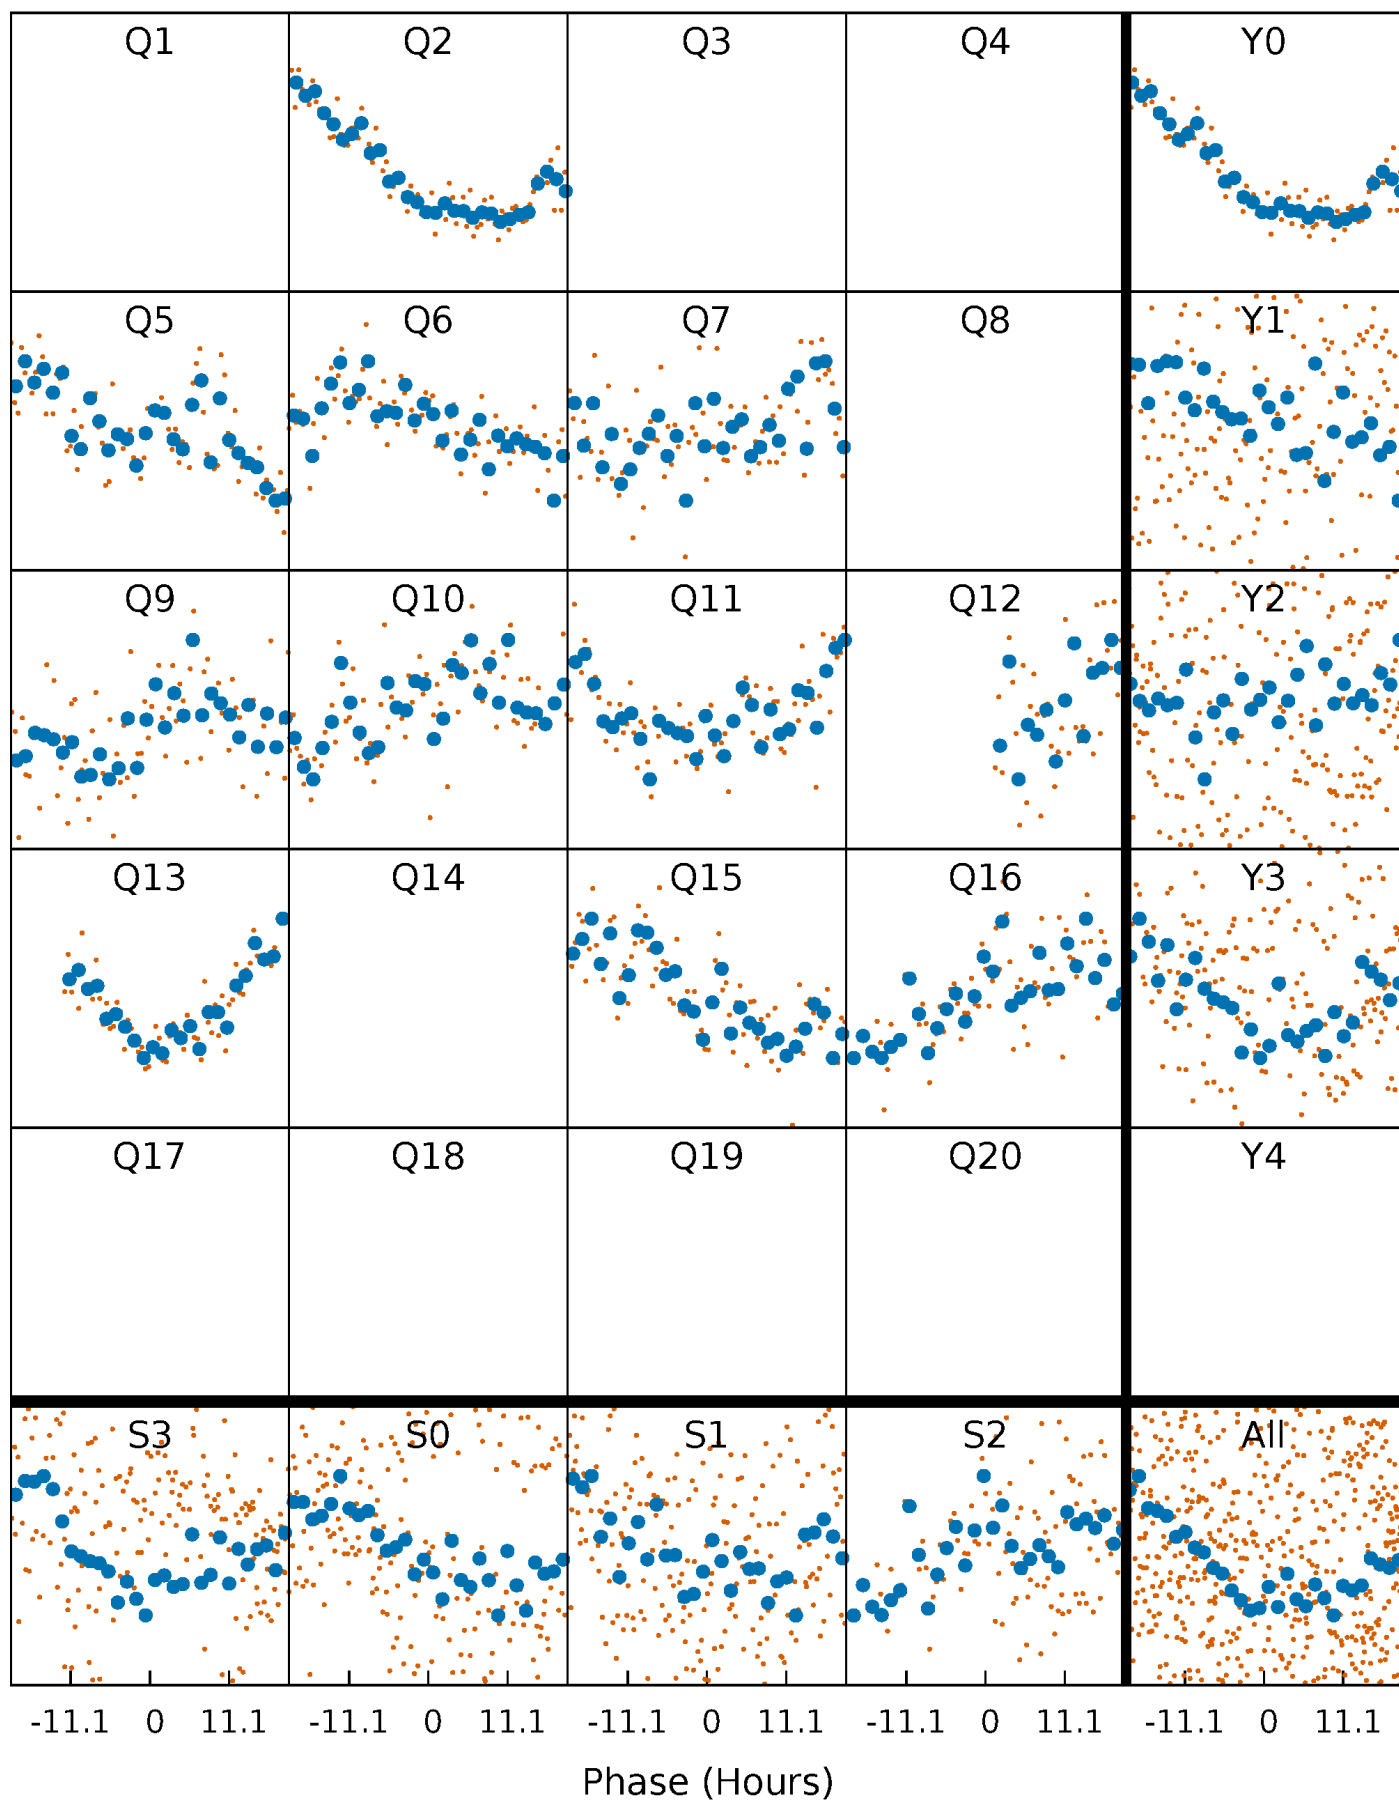 Q1 Q2 Q3 Q4 Y0
Q5 Q6 Q7 Q8 Y1
Q9 Q10 Q11 Q12 Y2
Q13 Q14 Q15 Q16 Y3
Q17 Q18 Q19 Q20 Y4
S3 S0 S1 S2 All
-11.1 0 11.1 -11.1 0 11.1 -11.1 0 11.1 -11.1 0 11.1 -11.1 0 11.1
Phase (Hours)